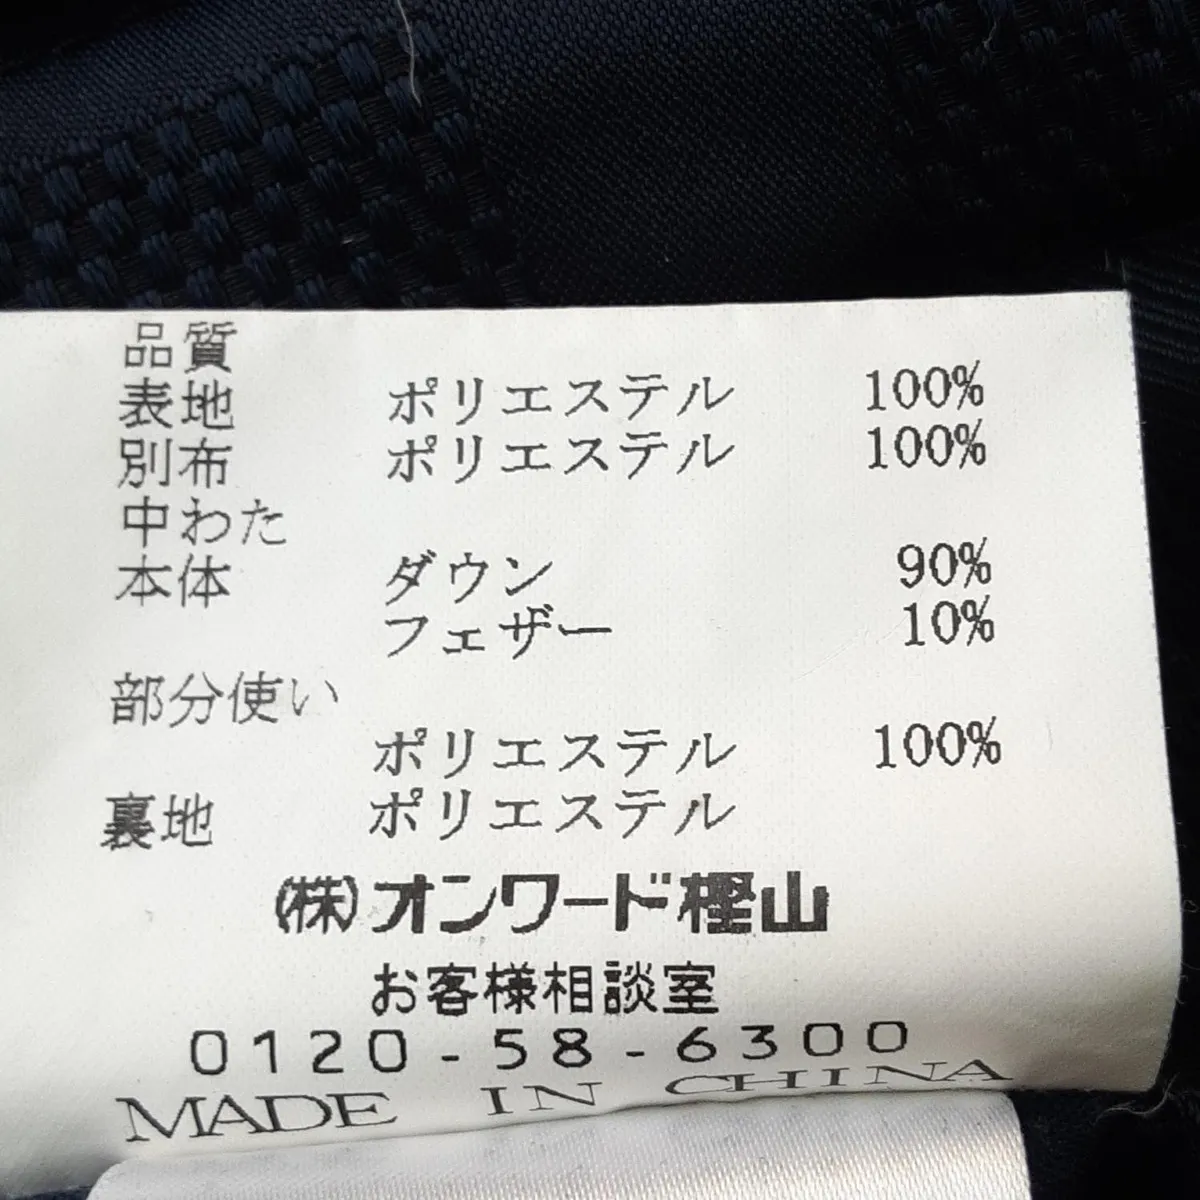 品質
表地 ポリエステル 100%
別布 ポリエステル 100%
中わた
本体 ダウン 90%
フェザー 10%
部分使い
ポリエステル 100%
裏地 ポリエステル
(株)オンワード樫山
お客様相談室
0120-58-6300
MADE IN CHINA